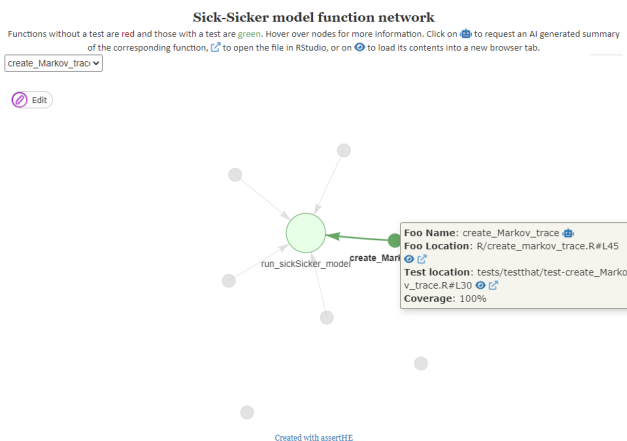 Sick-Sicker model function network
Functions without a test are red and those with a test are green. Hover over nodes for more information. Click on to request an AI generated summary
of the corresponding function, to open the file in RStudio, or on to load its contents into a new browser tab.
create_Markov_trac
Edit
run_sickSicker_model
create_Mark
Foo Name: create_Markov_trace
Foo Location: R/create_markov_trace.R#L45
Test location: tests/testthat/test-create_Marko
v_trace.R#L30
Coverage: 100%
Created with assertHE